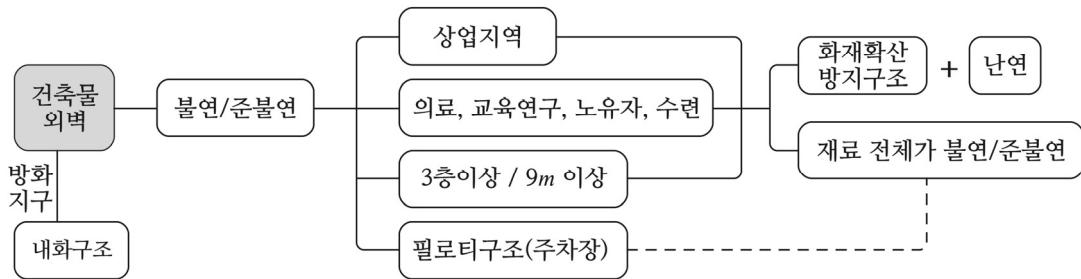 건축물
외벽
방화
지구
내화구조
불연/준불연
상업지역
의료, 교육연구, 노유자, 수련
3층이상 / 9m 이상
필로티구조(주차장)
화재확산
방지구조
+
난연
재료 전체가 불연/준불연